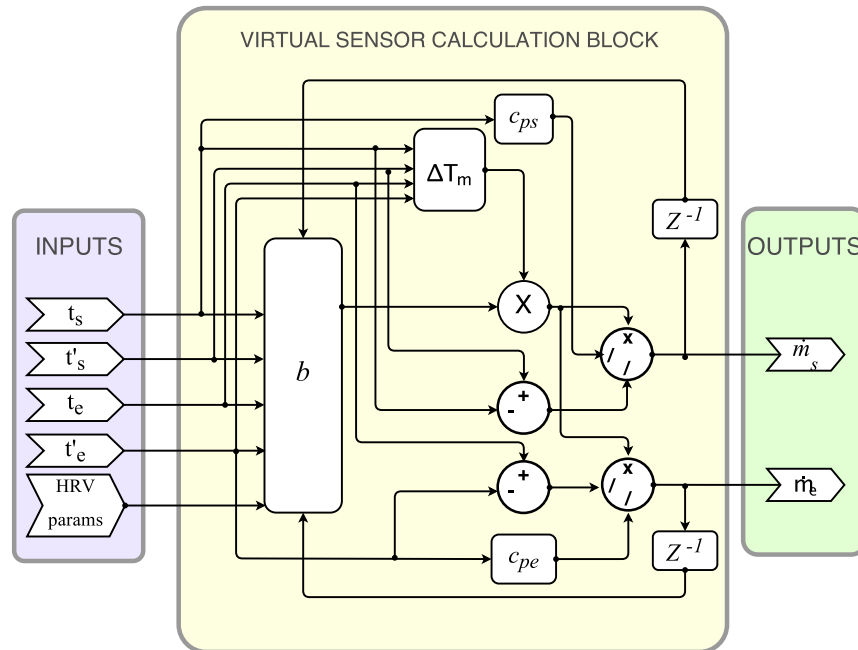 VIRTUAL SENSOR CALCULATION BLOCK
INPUTS
t_s
t'_s
t_e
t'_e
HRV
params
b
c_ps
ΔT_m
X
+
-
+
-
x
/
/
x
/
/
c_pe
Z^-1
Z^-1
OUTPUTS
ṁ_s
ṁ_e